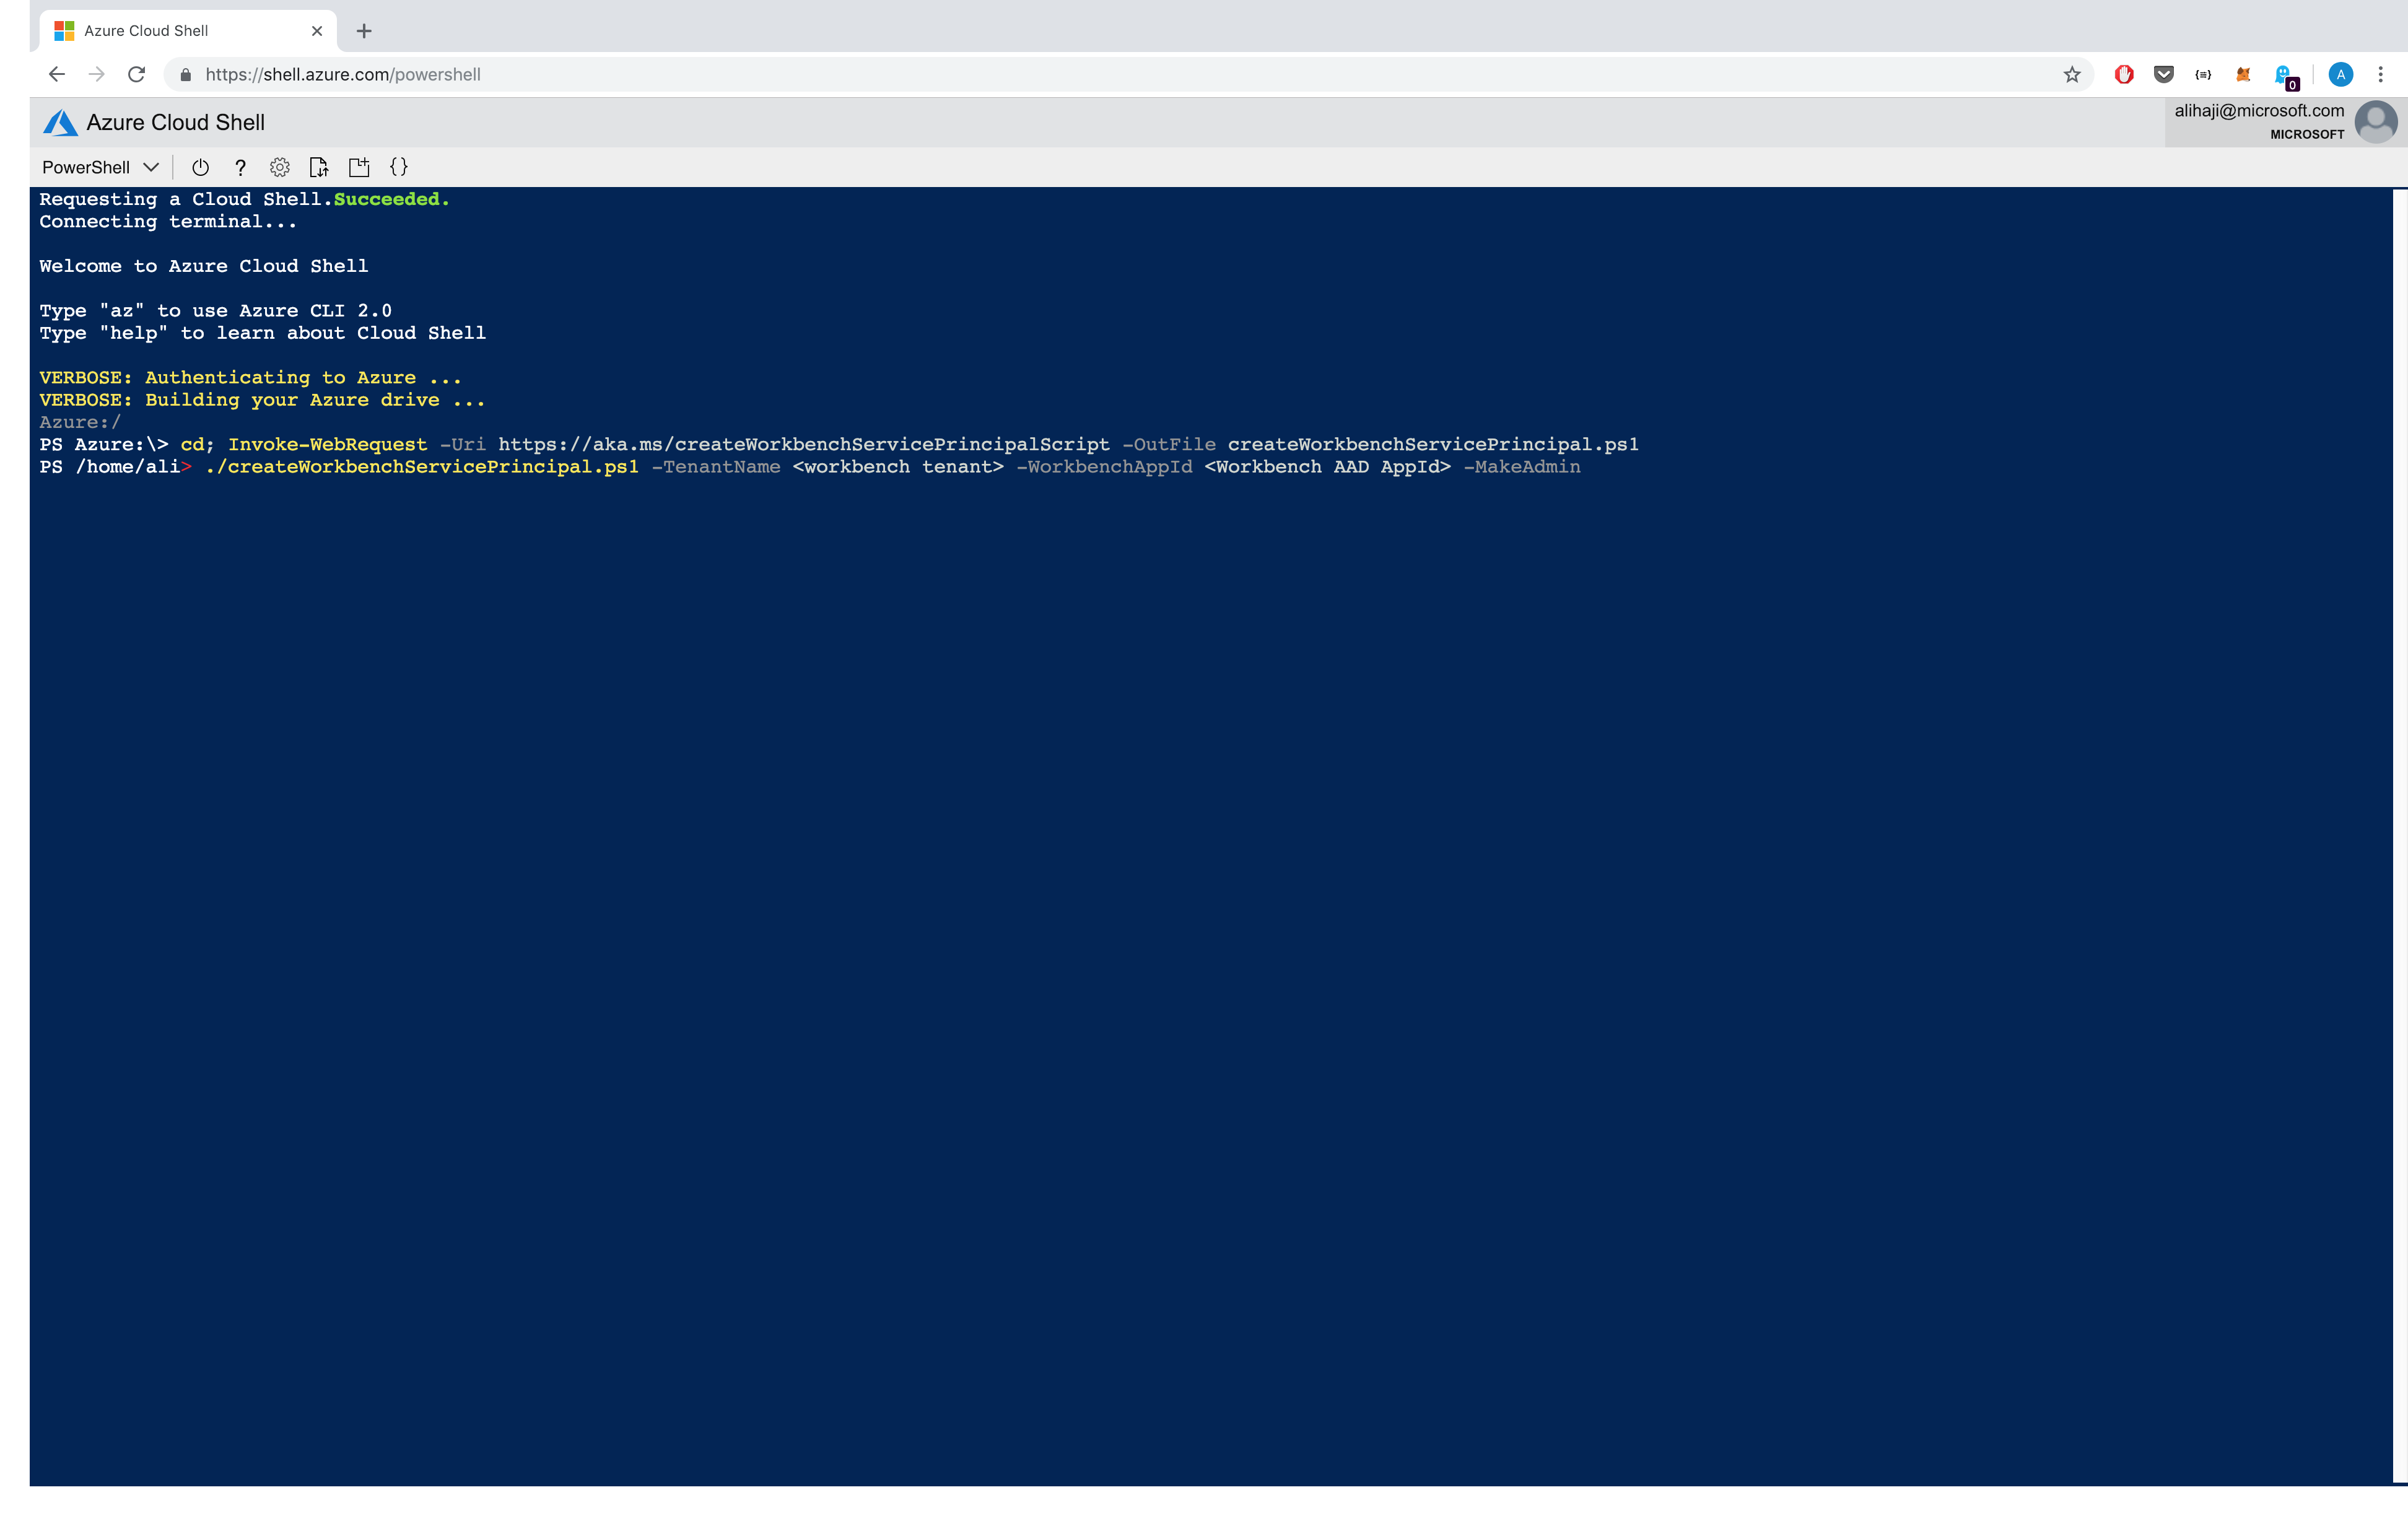 Azure Cloud Shell
https://shell.azure.com/powershell
{≡}
0
A
Azure Cloud Shell
alihaji@microsoft.com
MICROSOFT
PowerShell
?
{}
Requesting a Cloud Shell.Succeeded.
Connecting terminal...
Welcome to Azure Cloud Shell
Type "az" to use Azure CLI 2.0
Type "help" to learn about Cloud Shell
VERBOSE: Authenticating to Azure ...
VERBOSE: Building your Azure drive ...
Azure:/
PS Azure:\> cd; Invoke-WebRequest -Uri https://aka.ms/createWorkbenchServicePrincipalScript -OutFile createWorkbenchServicePrincipal.ps1
PS /home/ali> ./createWorkbenchServicePrincipal.ps1 -TenantName <workbench tenant> -WorkbenchAppId <Workbench AAD AppId> -MakeAdmin